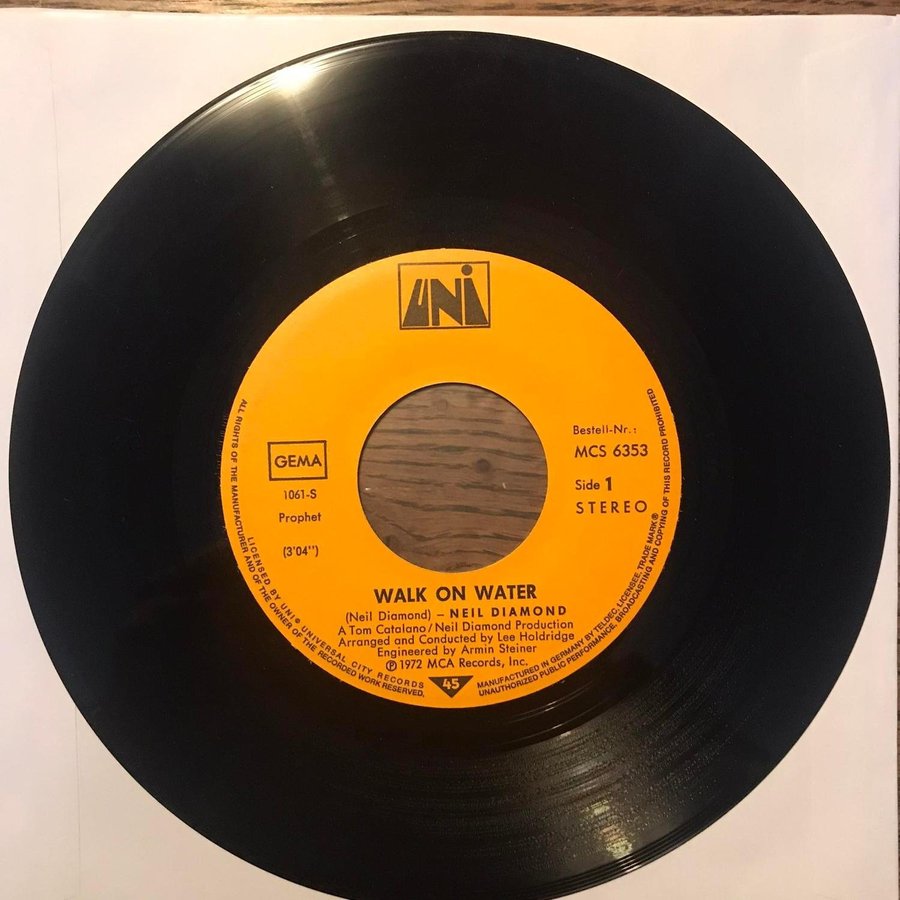 UNI
GEMA
1061-S
Prophet
(3'04'')
Bestell-Nr.:
MCS 6353
Side 1
STEREO
WALK ON WATER
(Neil Diamond) – NEIL DIAMOND
A Tom Catalano/Neil Diamond Production
Arranged and Conducted by Lee Holdridge
Engineered by Armin Steiner
℗ 1972 MCA Records, Inc.
45
ALL RIGHTS OF THE MANUFACTURER AND OF THE OWNER OF THE RECORDED WORK RESERVED,
LICENSED BY UNI® UNIVERSAL CITY RECORDS
MANUFACTURED IN GERMANY BY TELDEC, LICENSEE, TRADE MARK®
UNAUTHORIZED PUBLIC PERFORMANCE, BROADCASTING AND COPYING OF THIS RECORD PROHIBITED